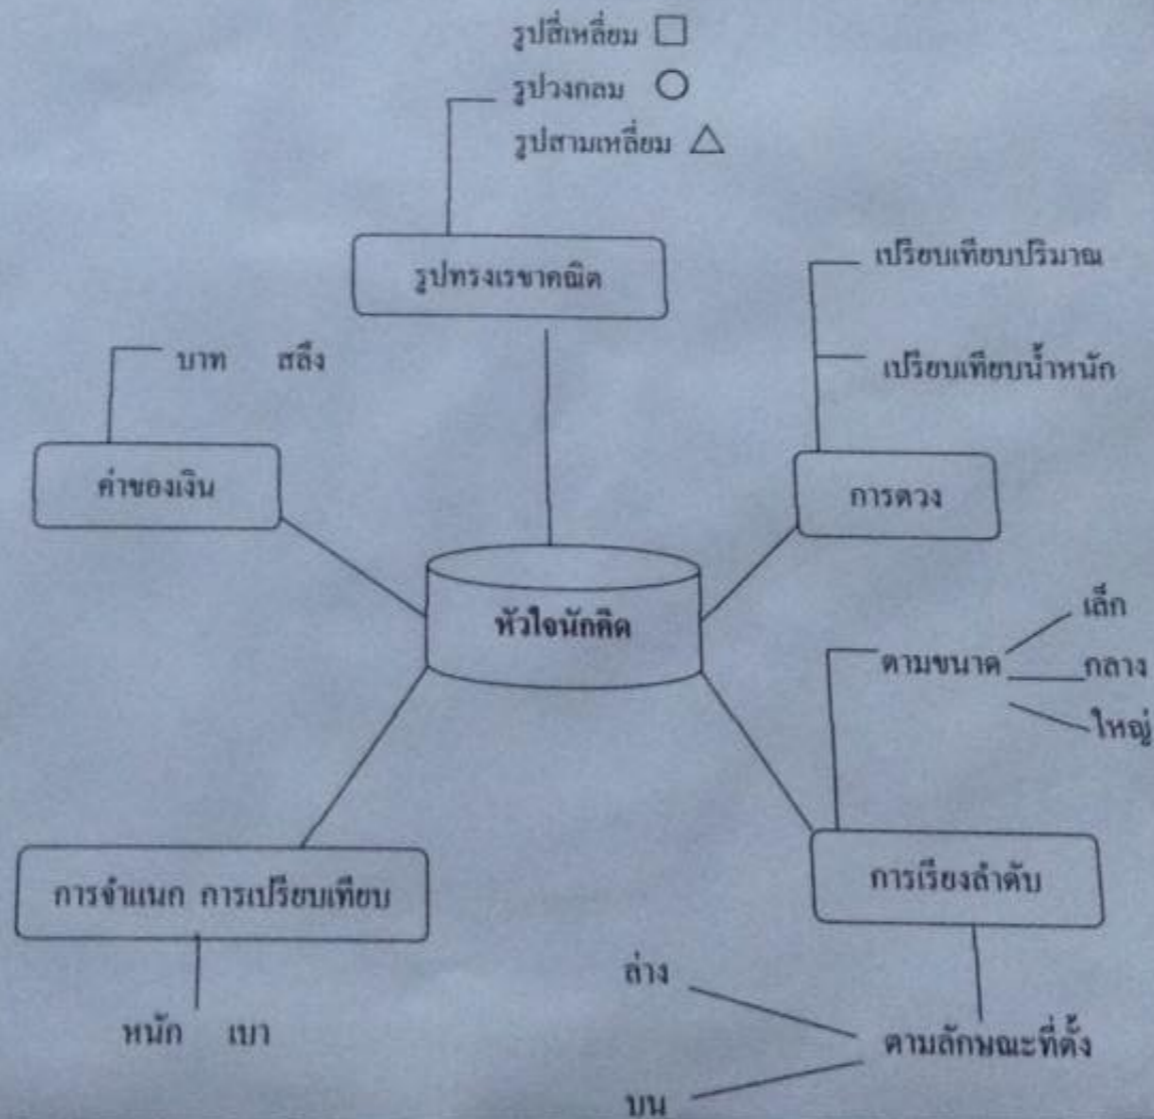 รูปสี่เหลี่ยม
รูปวงกลม
รูปสามเหลี่ยม
รูปทรงเรขาคณิต
เปรียบเทียบปริมาณ
เปรียบเทียบน้ำหนัก
การตวง
บาท สลึง
ค่าของเงิน
หัวใจนักคิด
ตามขนาด
เล็ก
กลาง
ใหญ่
การเรียงลำดับ
ตามลักษณะที่ตั้ง
ล่าง
บน
การจำแนก การเปรียบเทียบ
หนัก เบา